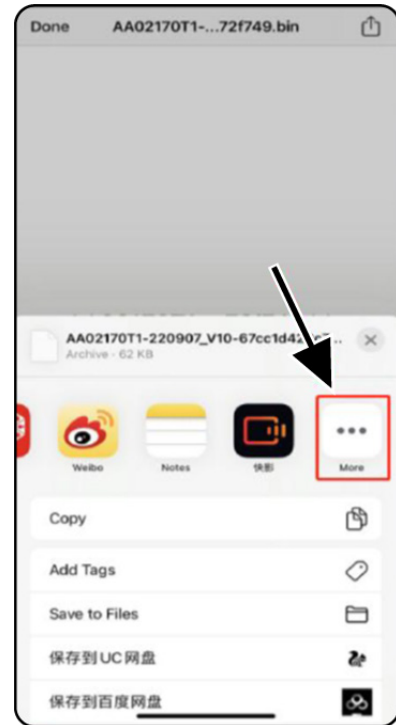 Done AA02170T1-...72f749.bin
AA02170T1-220907_V10-67cc1d42
Archive · 62 KB
Weibo Notes 快影 More
Copy
Add Tags
Save to Files
保存到UC网盘
保存到百度网盘